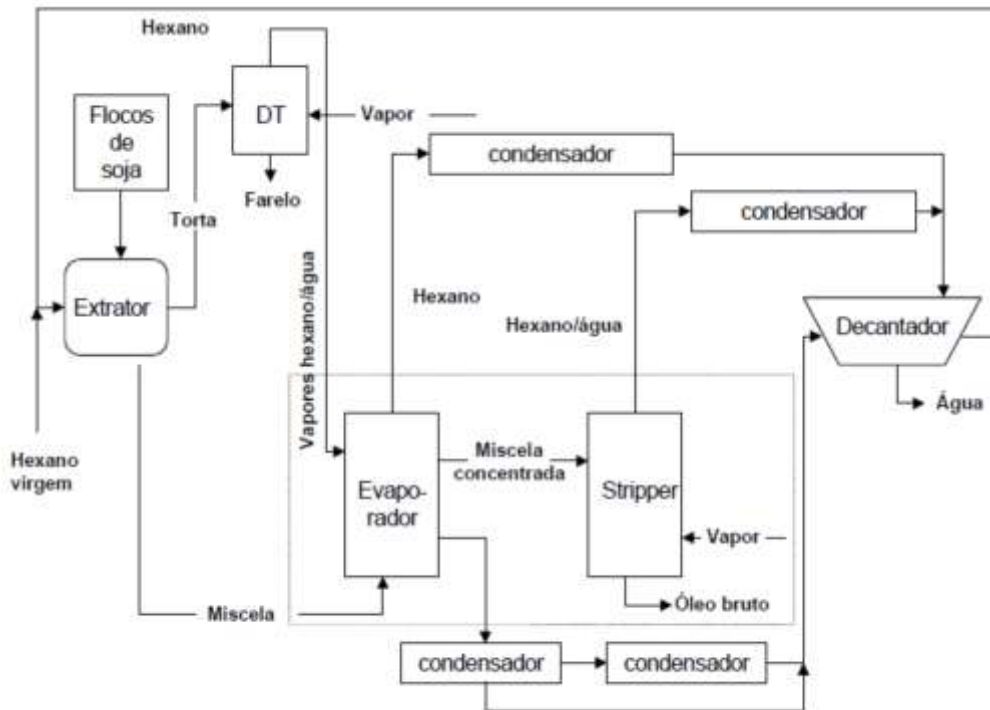 Hexano
Flocos
de
soja
DT
Vapor
condensador
Farelo
condensador
Torta
Extrator
Vapores hexano/água
Hexano
Hexano/água
Decantador
Água
Hexano
virgem
Evapo-
rador
Miscela
concentrada
Stripper
Vapor
Óleo bruto
Miscela
condensador
condensador